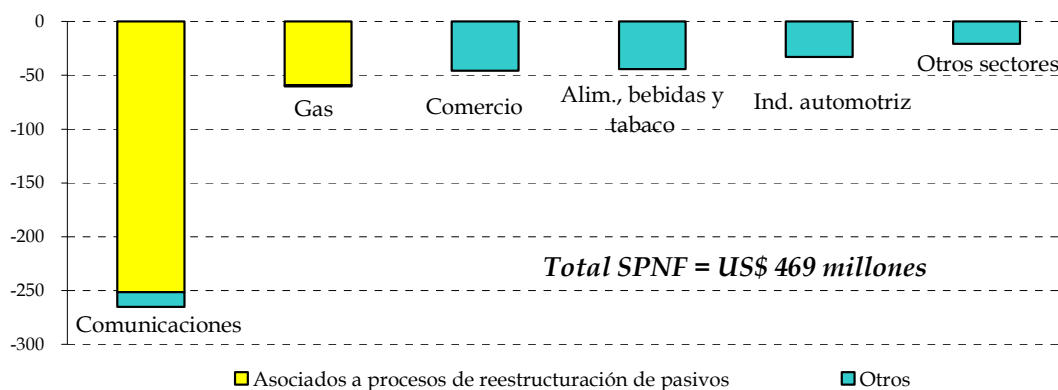 0
-50
-100
-150
-200
-250
-300
Comunicaciones
Gas
Comercio
Alim., bebidas y
tabaco
Ind. automotriz
Otros sectores
Total SPNF = US$ 469 millones
Asociados a procesos de reestructuración de pasivos
Otros